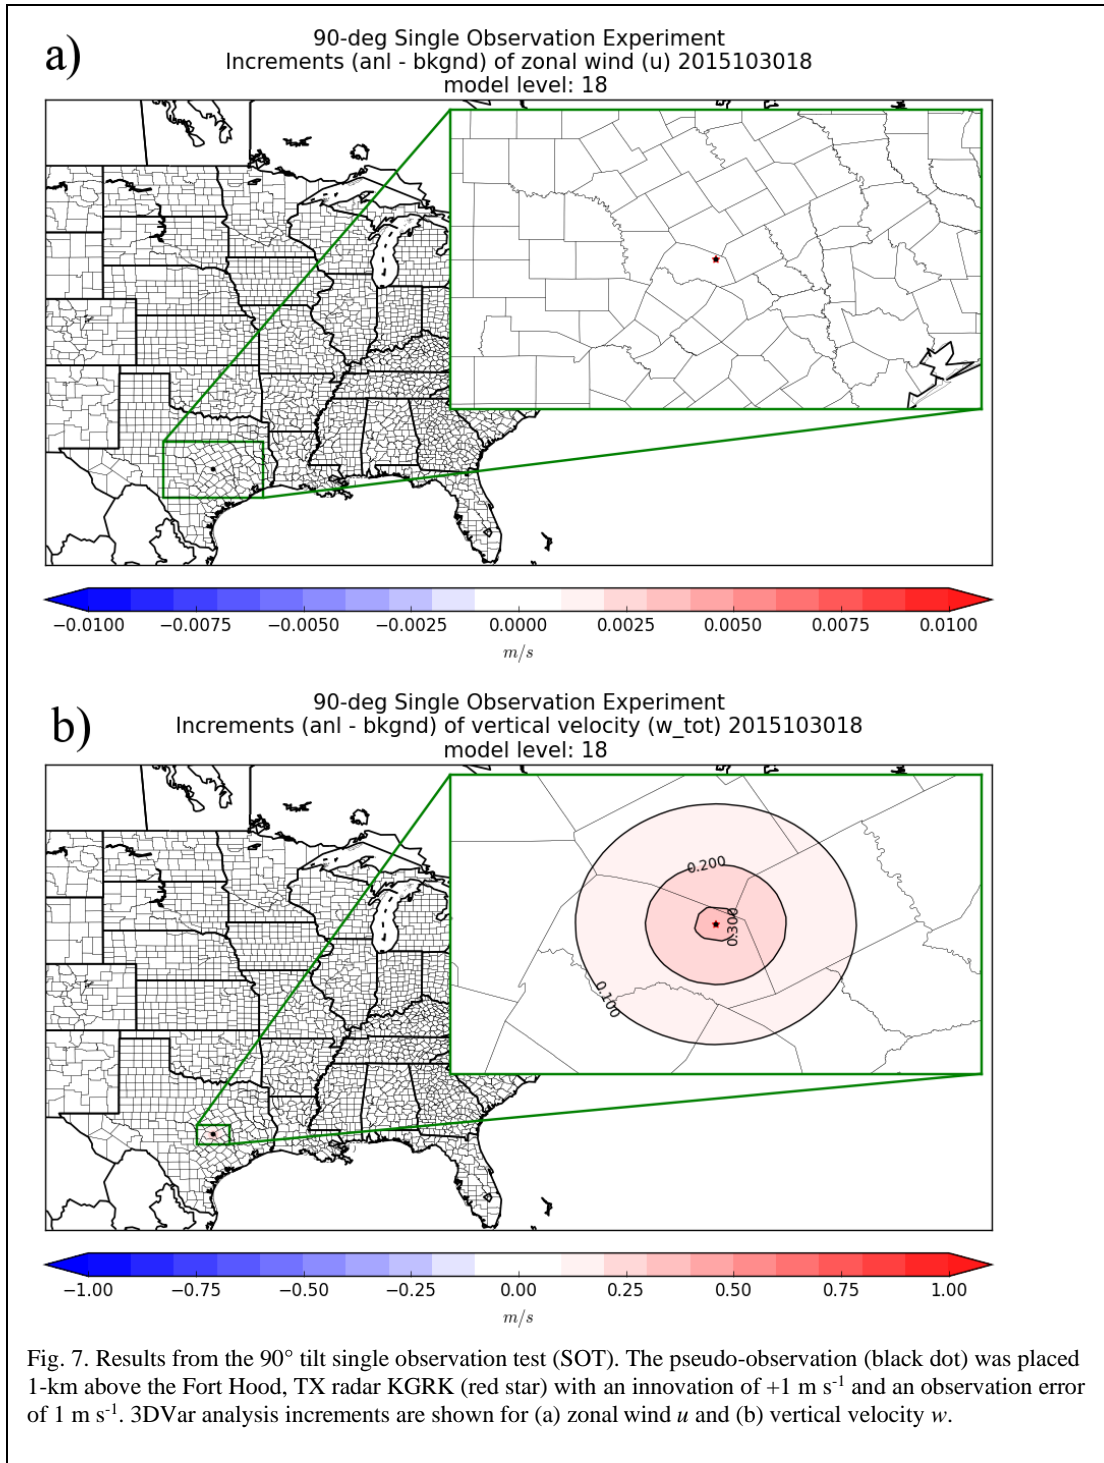 a)
90-deg Single Observation Experiment
Increments (anl - bkgnd) of zonal wind (u) 2015103018
model level: 18
−0.0100 −0.0075 −0.0050 −0.0025 0.0000 0.0025 0.0050 0.0075 0.0100
m/s
b)
90-deg Single Observation Experiment
Increments (anl - bkgnd) of vertical velocity (w_tot) 2015103018
model level: 18
0.200
0.300
0.100
−1.00 −0.75 −0.50 −0.25 0.00 0.25 0.50 0.75 1.00
m/s
Fig. 7. Results from the 90° tilt single observation test (SOT). The pseudo-observation (black dot) was placed
1-km above the Fort Hood, TX radar KGRK (red star) with an innovation of +1 m s⁻¹ and an observation error
of 1 m s⁻¹. 3DVar analysis increments are shown for (a) zonal wind u and (b) vertical velocity w.